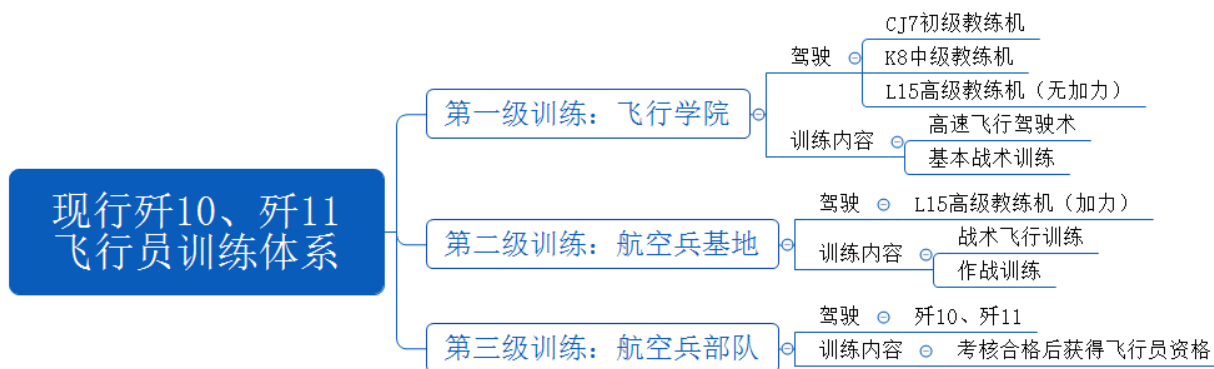 现行歼10、歼11
飞行员训练体系
第一级训练：飞行学院
驾驶
CJ7初级教练机
K8中级教练机
L15高级教练机（无加力）
训练内容
高速飞行驾驶术
基本战术训练
第二级训练：航空兵基地
驾驶
L15高级教练机（加力）
训练内容
战术飞行训练
作战训练
第三级训练：航空兵部队
驾驶
歼10、歼11
训练内容
考核合格后获得飞行员资格